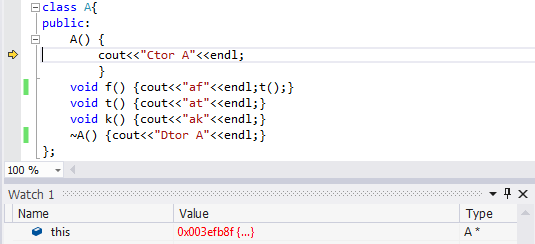 class A{
public:
A() {
cout<<"Ctor A"<<endl;
}
void f() {cout<<"af"<<endl;t();}
void t() {cout<<"at"<<endl;}
void k() {cout<<"ak"<<endl;}
~A() {cout<<"Dtor A"<<endl;}
};
100 %
Watch 1
Name Value Type
this 0x003efb8f {...} A *